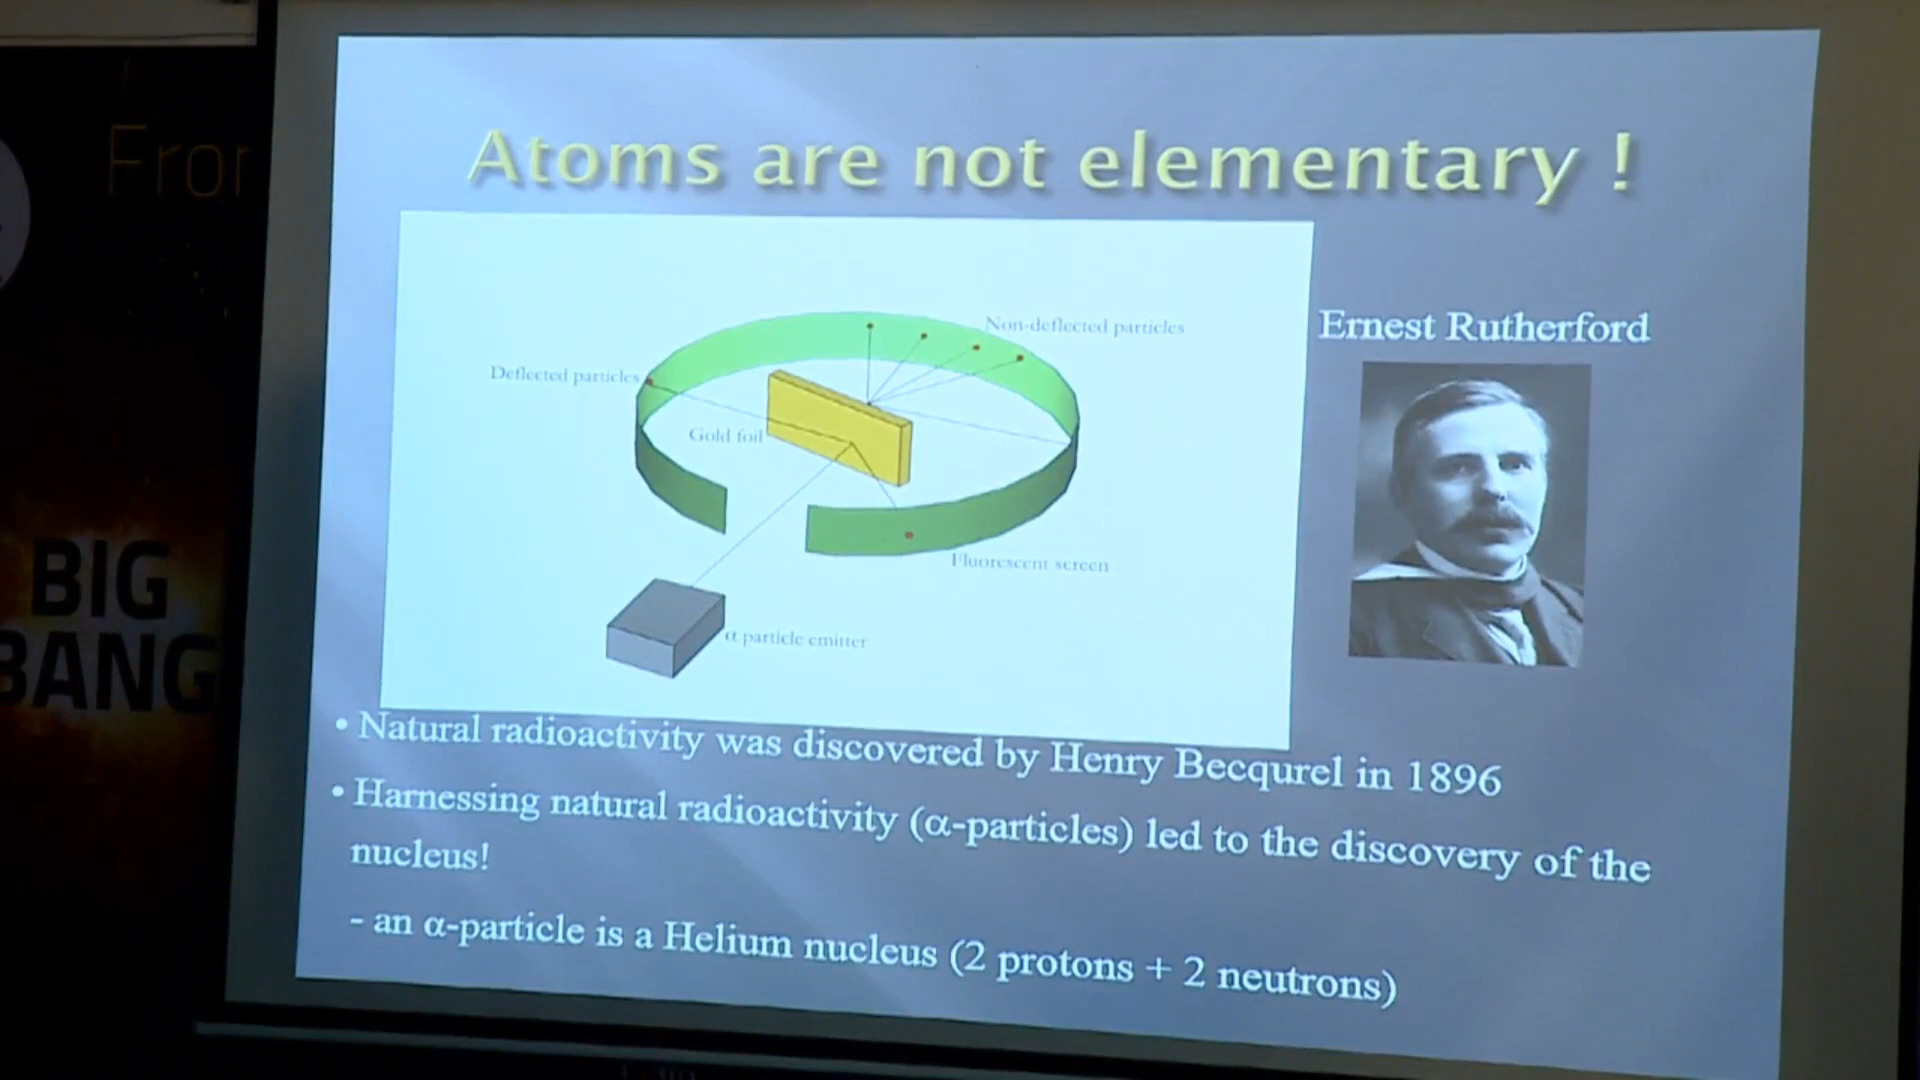 Atoms are not elementary !
Non-deflected particles
Deflected particles
Gold foil
Fluorescent screen
α particle emitter
Ernest Rutherford
• Natural radioactivity was discovered by Henry Becqurel in 1896
• Harnessing natural radioactivity (α-particles) led to the discovery of the
nucleus!
- an α-particle is a Helium nucleus (2 protons + 2 neutrons)
BIG
BANG